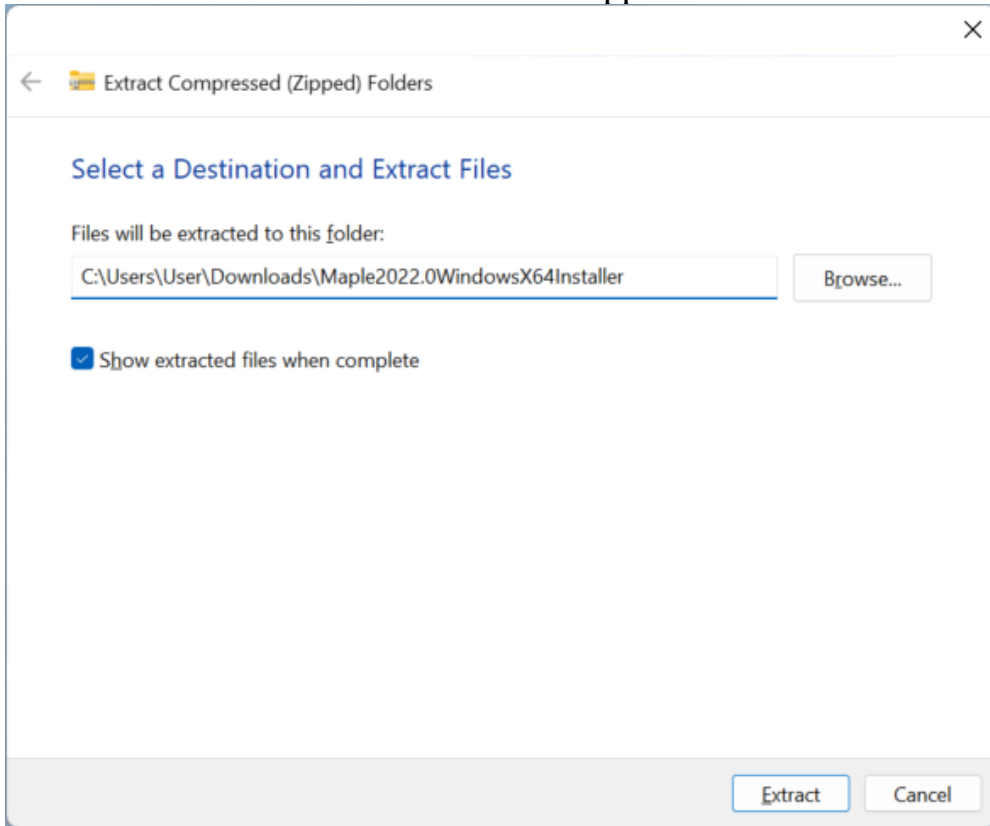 Extract Compressed (Zipped) Folders
Select a Destination and Extract Files
Files will be extracted to this folder:
C:\Users\User\Downloads\Maple2022.0WindowsX64Installer
Browse...
Show extracted files when complete
Extract
Cancel